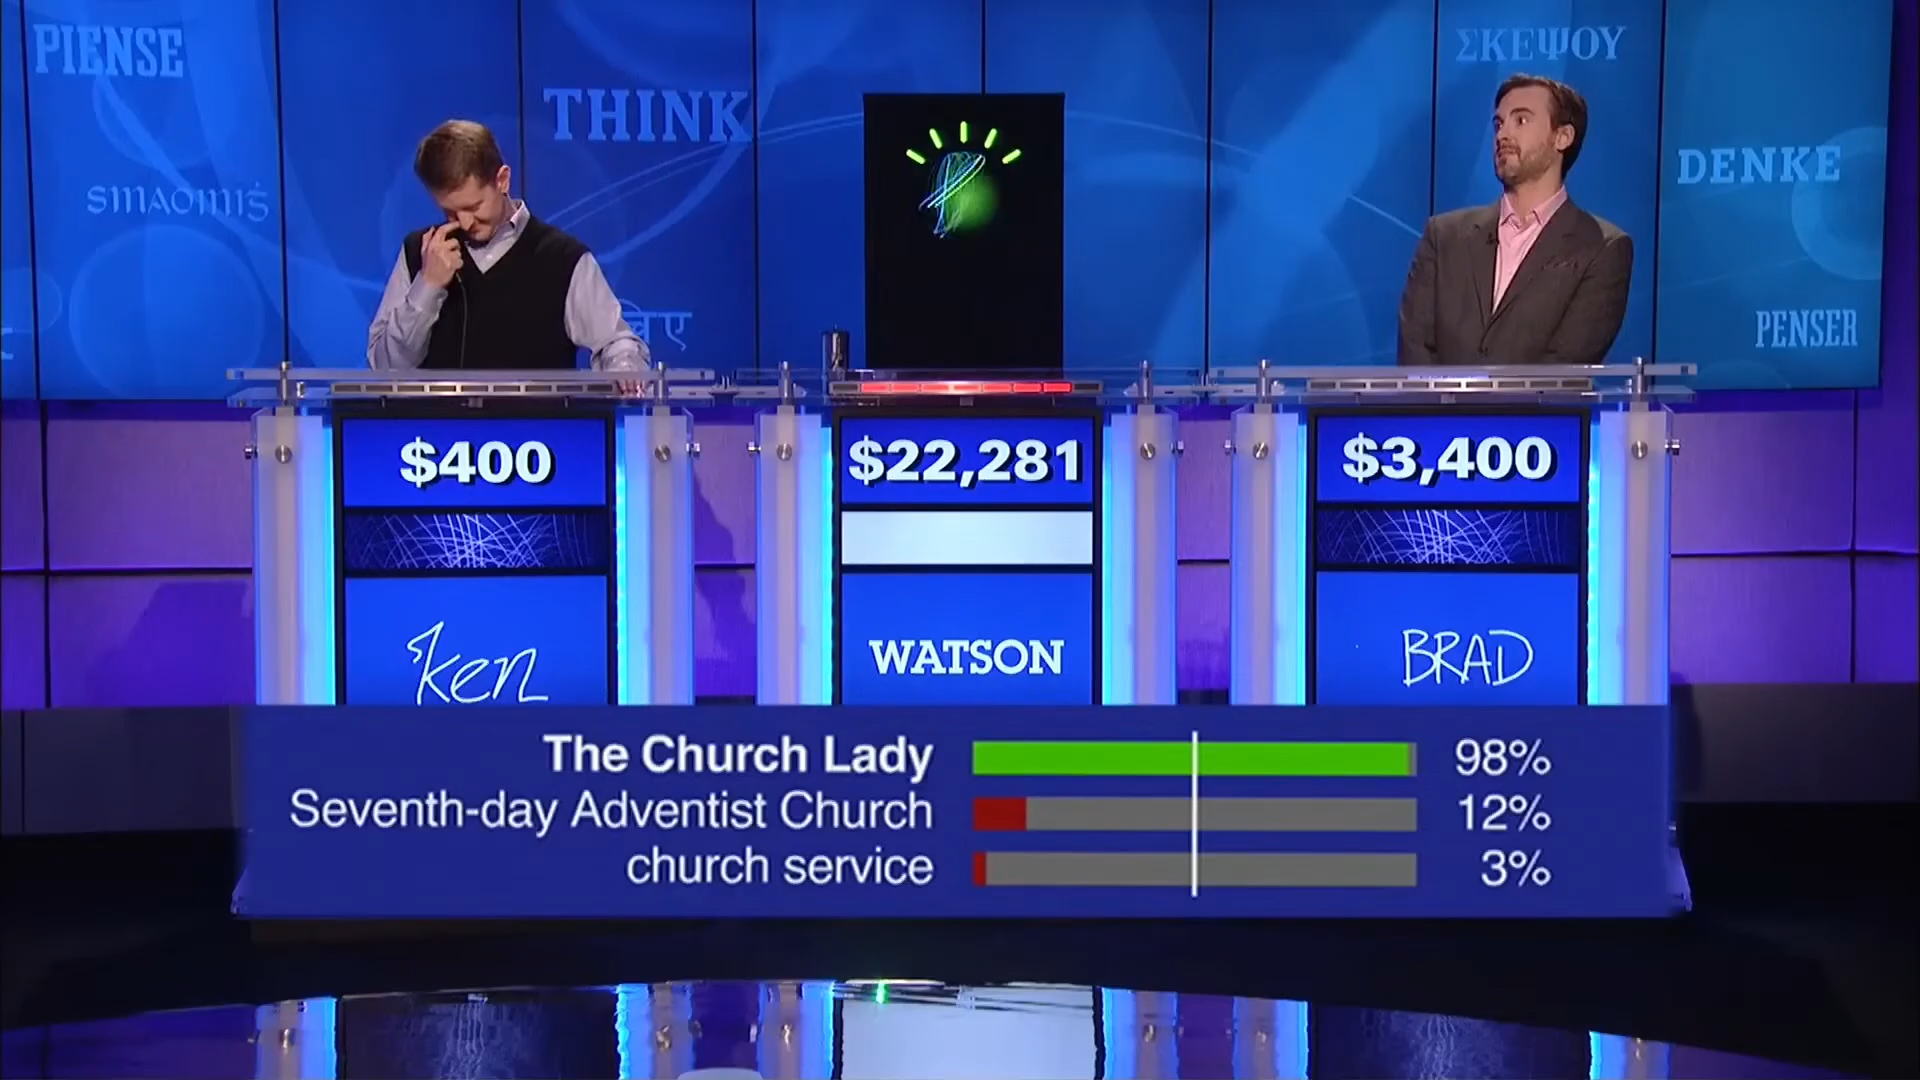 PIENSE
THINK
ΣΚΕΨΟΥ
DENKE
SMAOINIŚ
PENSER
$400
$22,281
$3,400
Ken
WATSON
BRAD
The Church Lady 98%
Seventh-day Adventist Church 12%
church service 3%